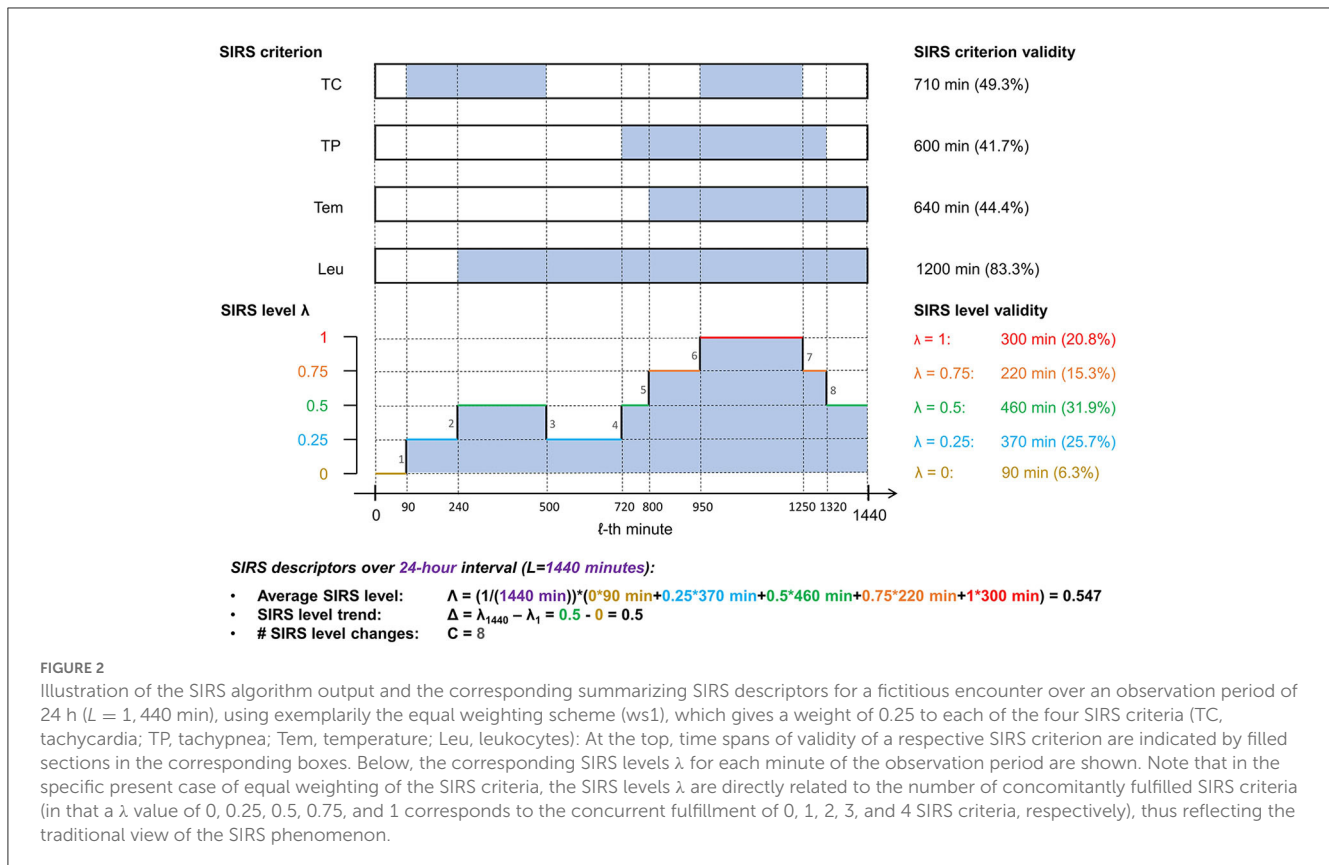 SIRS criterion
SIRS criterion validity
TC
710 min (49.3%)
TP
600 min (41.7%)
Tem
640 min (44.4%)
Leu
1200 min (83.3%)
SIRS level λ
SIRS level validity
1
6
7
λ = 1: 300 min (20.8%)
0.75
5
8
λ = 0.75: 220 min (15.3%)
0.5
2
3
4
λ = 0.5: 460 min (31.9%)
0.25
1
λ = 0.25: 370 min (25.7%)
0
λ = 0: 90 min (6.3%)
0 90 240 500 720 800 950 1250 1320 1440
ℓ-th minute
SIRS descriptors over 24-hour interval (L=1440 minutes):
• Average SIRS level: Λ = (1/(1440 min))*(0*90 min+0.25*370 min+0.5*460 min+0.75*220 min+1*300 min) = 0.547
• SIRS level trend: Δ = λ₁₄₄₀ – λ₁ = 0.5 - 0 = 0.5
• # SIRS level changes: C = 8
FIGURE 2
Illustration of the SIRS algorithm output and the corresponding summarizing SIRS descriptors for a fictitious encounter over an observation period of
24 h (L = 1, 440 min), using exemplarily the equal weighting scheme (ws1), which gives a weight of 0.25 to each of the four SIRS criteria (TC,
tachycardia; TP, tachypnea; Tem, temperature; Leu, leukocytes): At the top, time spans of validity of a respective SIRS criterion are indicated by filled
sections in the corresponding boxes. Below, the corresponding SIRS levels λ for each minute of the observation period are shown. Note that in the
specific present case of equal weighting of the SIRS criteria, the SIRS levels λ are directly related to the number of concomitantly fulfilled SIRS criteria
(in that a λ value of 0, 0.25, 0.5, 0.75, and 1 corresponds to the concurrent fulfillment of 0, 1, 2, 3, and 4 SIRS criteria, respectively), thus reflecting the
traditional view of the SIRS phenomenon.